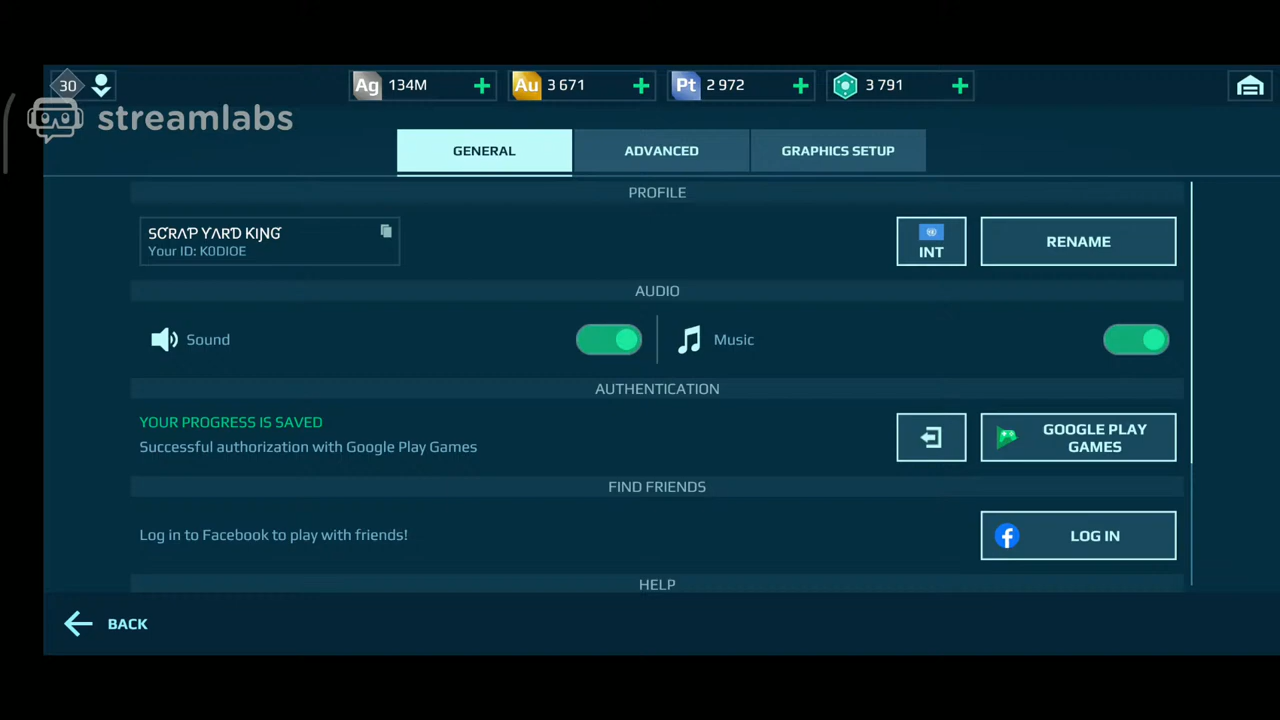 30
Ag 134M
Au 3 671
Pt 2 972
3 791
streamlabs
GENERAL
ADVANCED
GRAPHICS SETUP
PROFILE
SCRAP YARD KING
Your ID: K0DIOE
INT
RENAME
AUDIO
Sound
Music
AUTHENTICATION
YOUR PROGRESS IS SAVED
Successful authorization with Google Play Games
GOOGLE PLAY
GAMES
FIND FRIENDS
Log in to Facebook to play with friends!
LOG IN
HELP
BACK